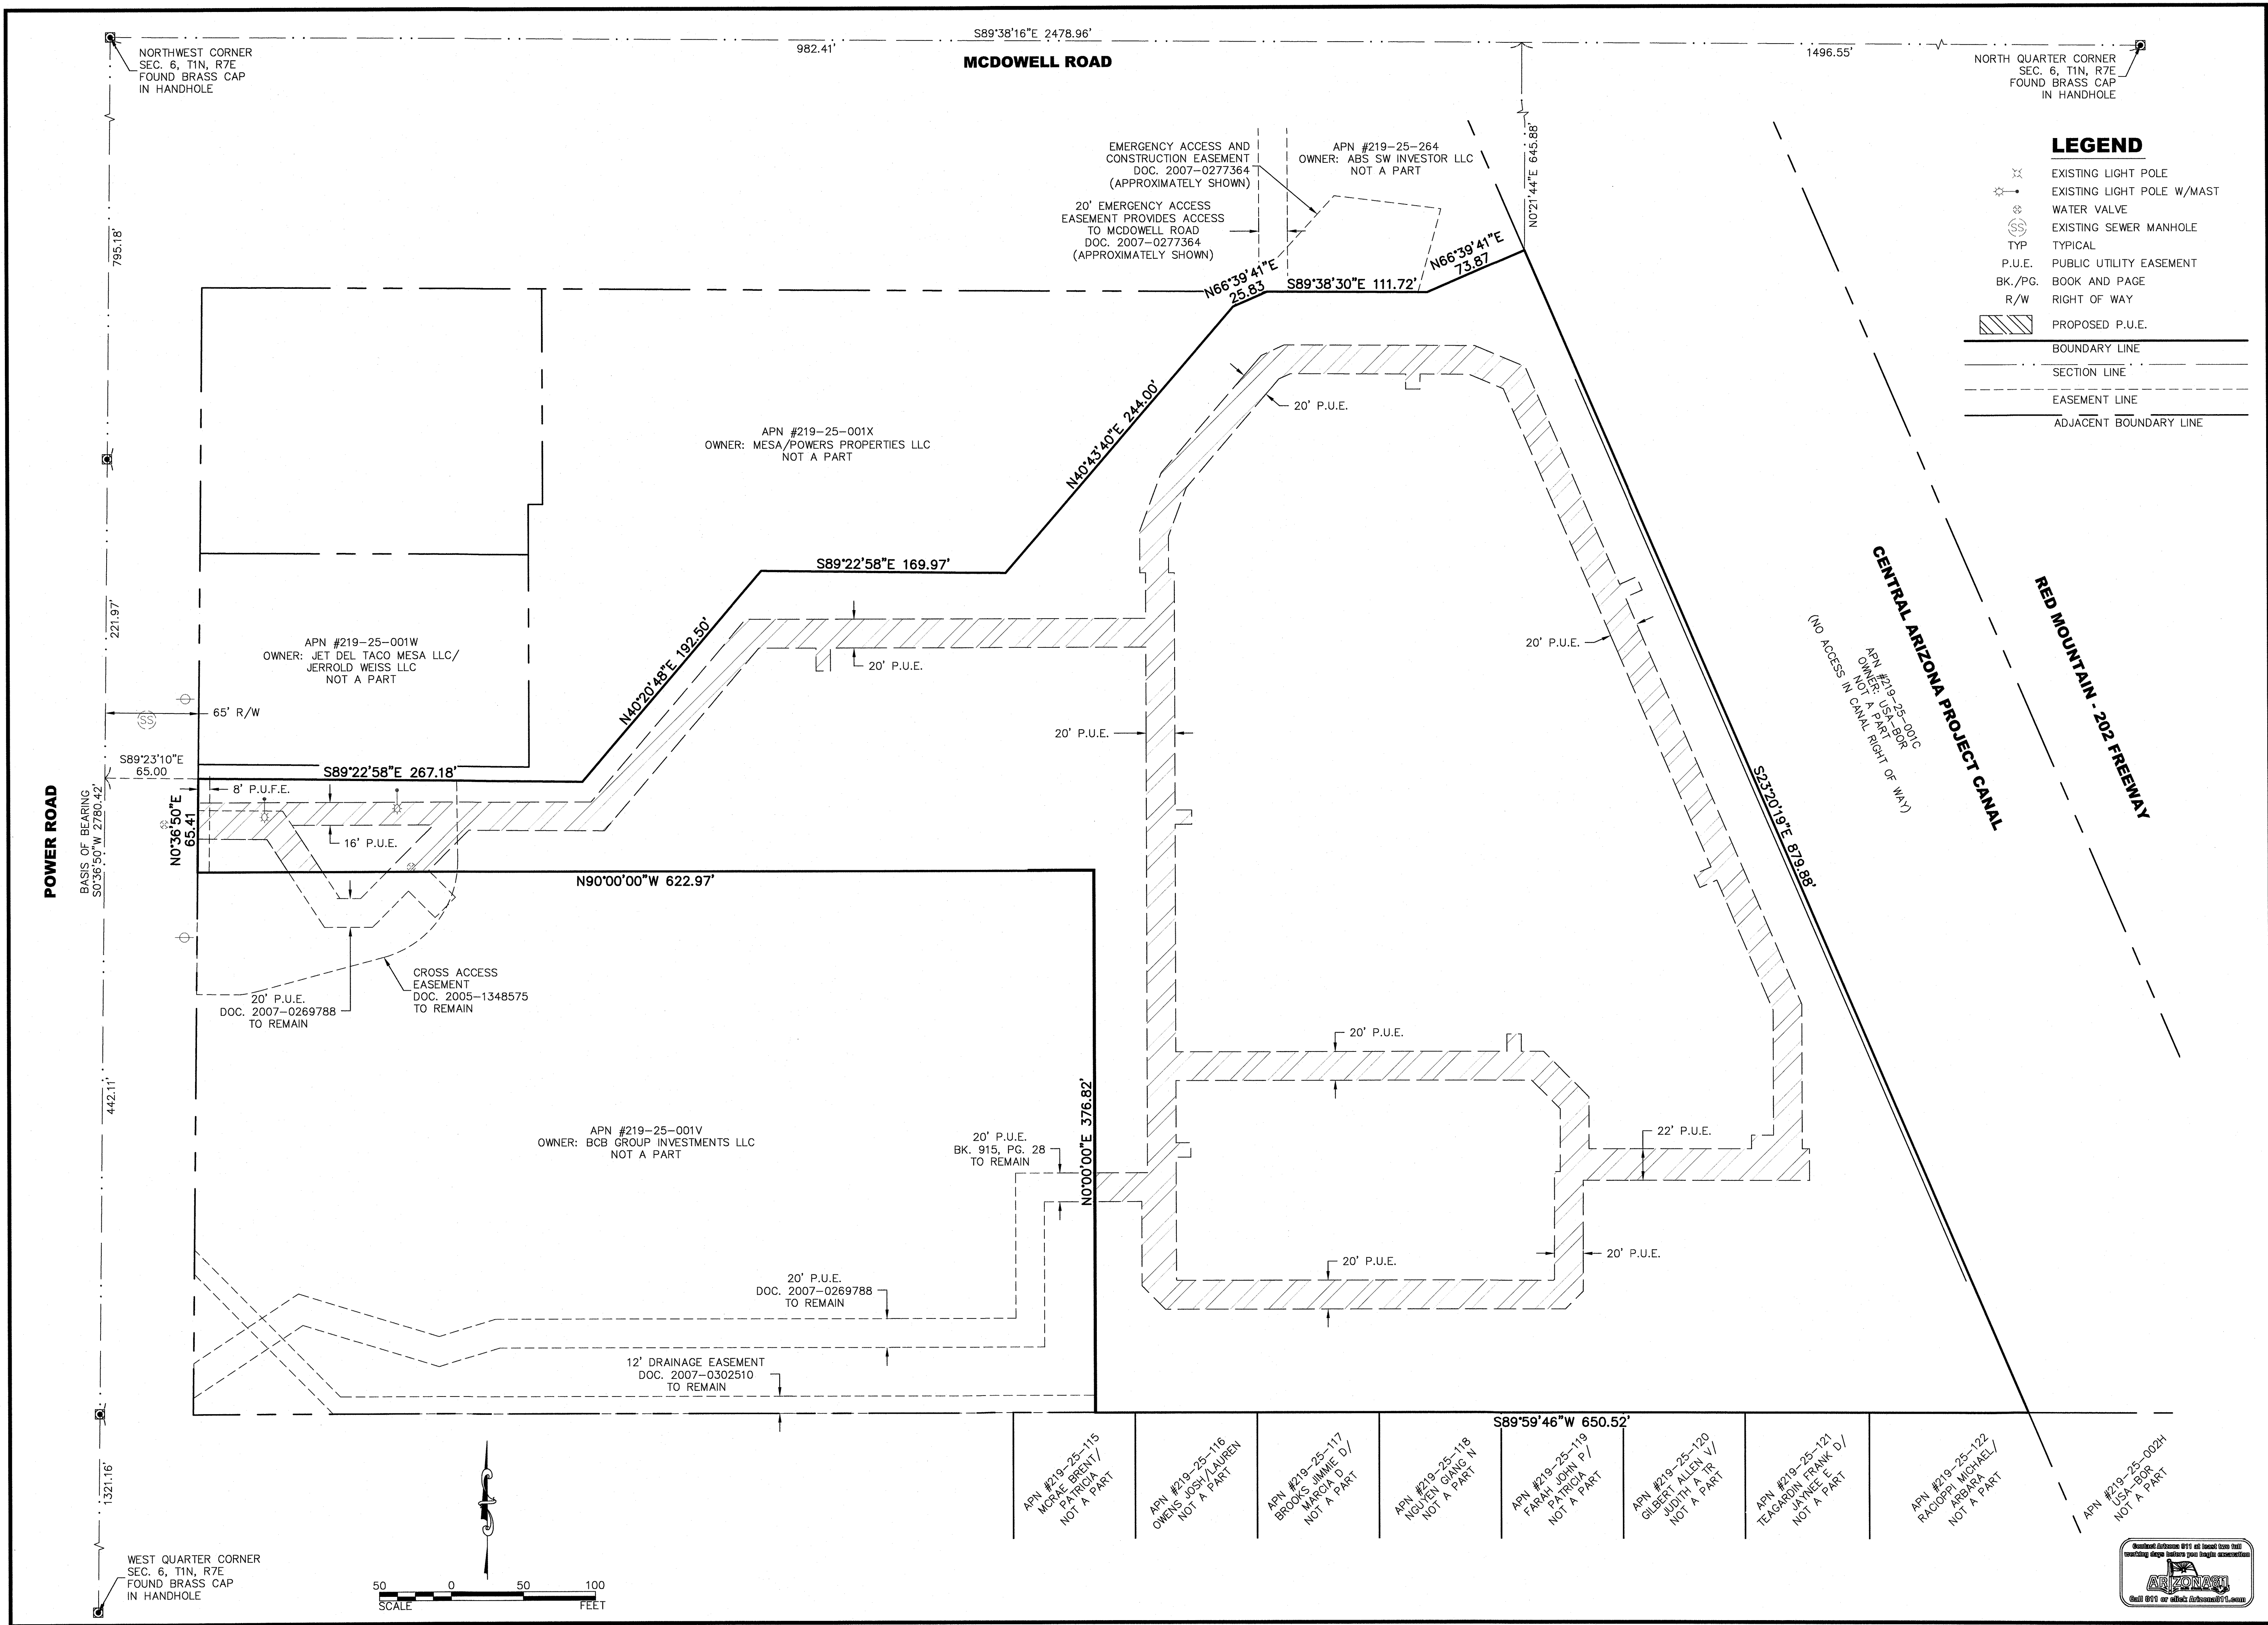 S89°38'16"E 2478.96'
982.41'
1496.55'
MCDOWELL ROAD
NORTHWEST CORNER
SEC. 6, T1N, R7E
FOUND BRASS CAP
IN HANDHOLE
NORTH QUARTER CORNER
SEC. 6, T1N, R7E
FOUND BRASS CAP
IN HANDHOLE
LEGEND
EXISTING LIGHT POLE
EXISTING LIGHT POLE W/MAST
WATER VALVE
SS EXISTING SEWER MANHOLE
TYP TYPICAL
P.U.E. PUBLIC UTILITY EASEMENT
BK./PG. BOOK AND PAGE
R/W RIGHT OF WAY
PROPOSED P.U.E.
BOUNDARY LINE
SECTION LINE
EASEMENT LINE
ADJACENT BOUNDARY LINE
EMERGENCY ACCESS AND
CONSTRUCTION EASEMENT
DOC. 2007-0277364
(APPROXIMATELY SHOWN)
20' EMERGENCY ACCESS
EASEMENT PROVIDES ACCESS
TO MCDOWELL ROAD
DOC. 2007-0277364
(APPROXIMATELY SHOWN)
APN #219-25-264
OWNER: ABS SW INVESTOR LLC
NOT A PART
N0°21'44"E 645.88'
N66°39'41"E
25.83
S89°38'30"E 111.72'
N66°39'41"E
73.87
795.18'
APN #219-25-001X
OWNER: MESA/POWERS PROPERTIES LLC
NOT A PART
N40°43'40"E 244.00'
20' P.U.E.
S89°22'58"E 169.97'
221.97'
APN #219-25-001W
OWNER: JET DEL TACO MESA LLC/
JERROLD WEISS LLC
NOT A PART
N40°20'48"E 192.50'
20' P.U.E.
20' P.U.E.
20' P.U.E.
CENTRAL ARIZONA PROJECT CANAL
RED MOUNTAIN - 202 FREEWAY
APN #219-25-001C
OWNER: USA-BOR
NOT A PART
(NO ACCESS IN CANAL RIGHT OF WAY)
S23°20'19"E 879.88'
65' R/W
SS
S89°23'10"E
65.00
S89°22'58"E 267.18'
8' P.U.F.E.
16' P.U.E.
N0°36'50"E
65.41
POWER ROAD
BASIS OF BEARING
S0°36'50"W 2780.42'
N90°00'00"W 622.97'
CROSS ACCESS
EASEMENT
DOC. 2005-1348575
TO REMAIN
20' P.U.E.
DOC. 2007-0269788
TO REMAIN
442.11'
20' P.U.E.
N0°00'00"E 376.82'
APN #219-25-001V
OWNER: BCB GROUP INVESTMENTS LLC
NOT A PART
20' P.U.E.
BK. 915, PG. 28
TO REMAIN
22' P.U.E.
20' P.U.E.
20' P.U.E.
20' P.U.E.
DOC. 2007-0269788
TO REMAIN
12' DRAINAGE EASEMENT
DOC. 2007-0302510
TO REMAIN
S89°59'46"W 650.52'
1321.16'
APN #219-25-115
MCRAE BRENT/
PATRICIA
NOT A PART
APN #219-25-116
OWENS JOSH/LAUREN
NOT A PART
APN #219-25-117
BROOKS JIMMIE D/
MARCIA D
NOT A PART
APN #219-25-118
NGUYEN GIANG N
NOT A PART
APN #219-25-119
FARAH JOHN P/
PATRICIA J
NOT A PART
APN #219-25-120
GILBERT ALLEN V/
JUDITH A TR
NOT A PART
APN #219-25-121
TEAGARDIN FRANK D/
JAYNEE E
NOT A PART
APN #219-25-122
RACIOPPI MICHAEL/
ARBARA
NOT A PART
APN #219-25-002H
USA-BOR
NOT A PART
WEST QUARTER CORNER
SEC. 6, T1N, R7E
FOUND BRASS CAP
IN HANDHOLE
50 0 50 100
SCALE FEET
Contact Arizona 811 at least two full
working days before you begin excavation
ARIZONA811
Call 811 or click Arizona811.com